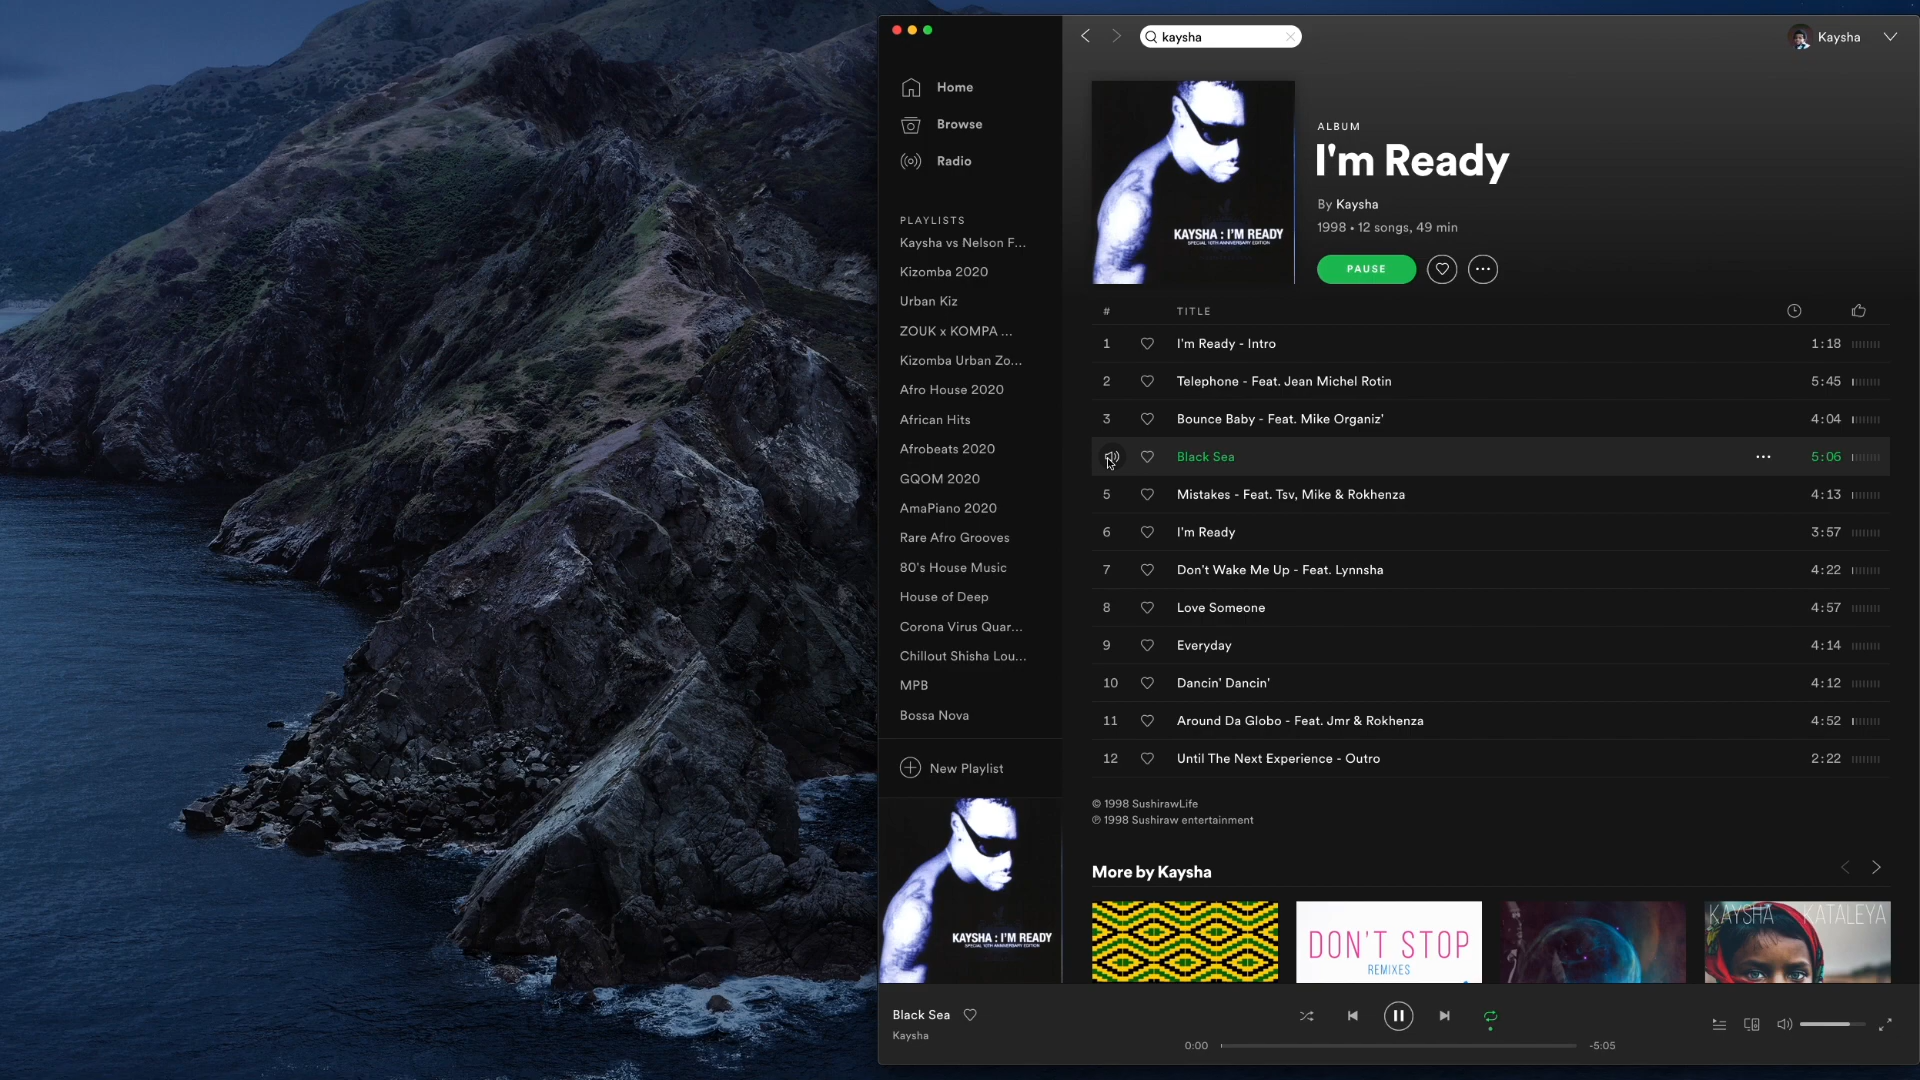 kaysha
Kaysha
Home
Browse
Radio
PLAYLISTS
Kaysha vs Nelson F...
Kizomba 2020
Urban Kiz
ZOUK x KOMPA ...
Kizomba Urban Zo...
Afro House 2020
African Hits
Afrobeats 2020
GQOM 2020
AmaPiano 2020
Rare Afro Grooves
80's House Music
House of Deep
Corona Virus Quar...
Chillout Shisha Lou...
MPB
Bossa Nova
New Playlist
KAYSHA : I'M READY
SPECIAL 10TH ANNIVERSARY EDITION
ALBUM
I'm Ready
By Kaysha
1998 • 12 songs, 49 min
PAUSE
# TITLE
1 I'm Ready - Intro 1:18
2 Telephone - Feat. Jean Michel Rotin 5:45
3 Bounce Baby - Feat. Mike Organiz' 4:04
Black Sea 5:06
5 Mistakes - Feat. Tsv, Mike & Rokhenza 4:13
6 I'm Ready 3:57
7 Don't Wake Me Up - Feat. Lynnsha 4:22
8 Love Someone 4:57
9 Everyday 4:14
10 Dancin' Dancin' 4:12
11 Around Da Globo - Feat. Jmr & Rokhenza 4:52
12 Until The Next Experience - Outro 2:22
© 1998 SushirawLife
℗ 1998 Sushiraw entertainment
More by Kaysha
DON'T STOP
REMIXES
KAYSHA KATALEYA
KAYSHA : I'M READY
SPECIAL 10TH ANNIVERSARY EDITION
Black Sea
Kaysha
0:00 -5:05